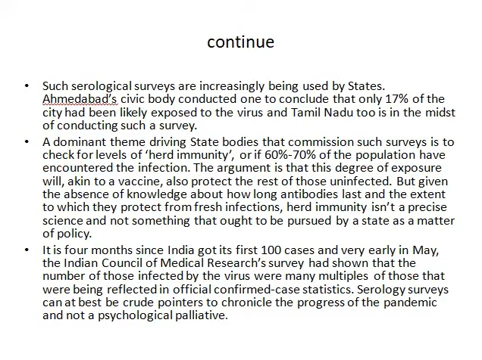 continue
• Such serological surveys are increasingly being used by States.
Ahmedabad's civic body conducted one to conclude that only 17% of the
city had been likely exposed to the virus and Tamil Nadu too is in the midst
of conducting such a survey.
• A dominant theme driving State bodies that commission such surveys is to
check for levels of 'herd immunity', or if 60%-70% of the population have
encountered the infection. The argument is that this degree of exposure
will, akin to a vaccine, also protect the rest of those uninfected. But given
the absence of knowledge about how long antibodies last and the extent
to which they protect from fresh infections, herd immunity isn't a precise
science and not something that ought to be pursued by a state as a matter
of policy.
• It is four months since India got its first 100 cases and very early in May,
the Indian Council of Medical Research's survey had shown that the
number of those infected by the virus were many multiples of those that
were being reflected in official confirmed-case statistics. Serology surveys
can at best be crude pointers to chronicle the progress of the pandemic
and not a psychological palliative.